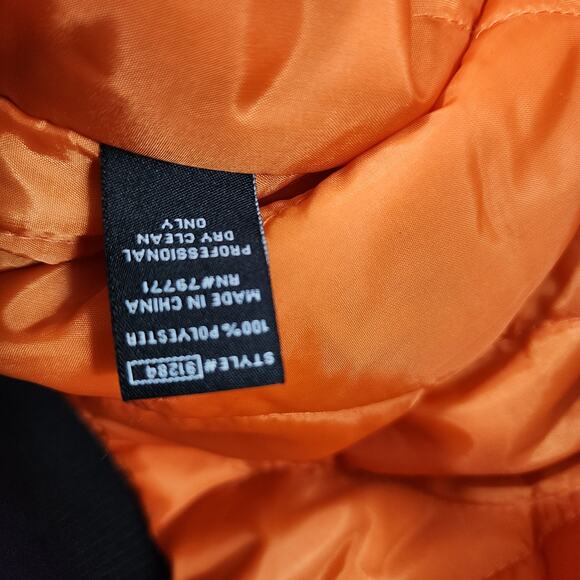 STYLE# 91284
100% POLYESTER
MADE IN CHINA
RN#79771
PROFESSIONAL
DRY CLEAN
ONLY